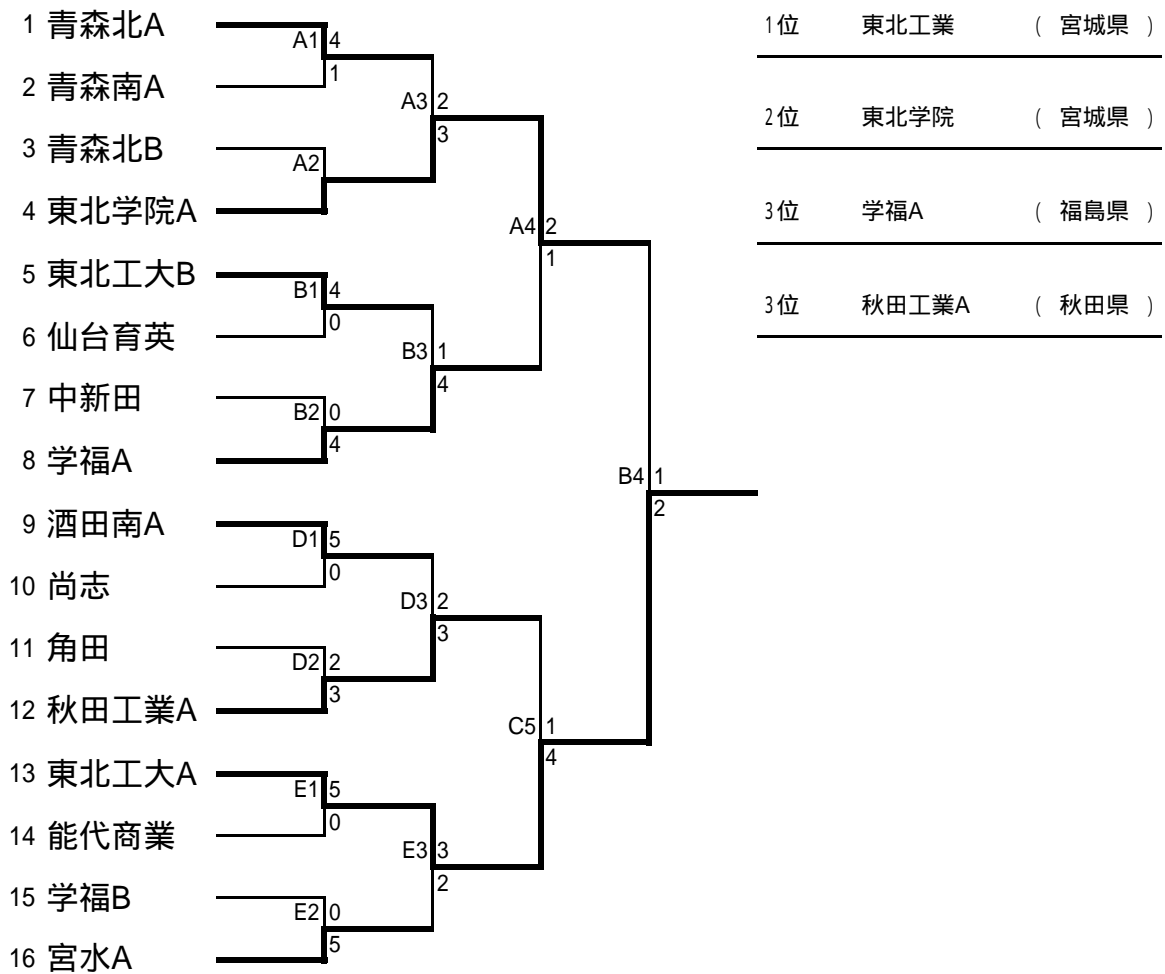 1 青森北A
2 青森南A
3 青森北B
4 東北学院A
5 東北工大B
6 仙台育英
7 中新田
8 学福A
9 酒田南A
10 尚志
11 角田
12 秋田工業A
13 東北工大A
14 能代商業
15 学福B
16 宮水A
A1 4
1
A2
B1 4
0
B2 0
4
D1 5
0
D2 2
3
E1 5
0
E2 0
5
A3 2
3
B3 1
4
D3 2
3
E3 3
2
A4 2
1
C5 1
4
B4 1
2
1位 東北工業 ( 宮城県 )
2位 東北学院 ( 宮城県 )
3位 学福A ( 福島県 )
3位 秋田工業A ( 秋田県 )